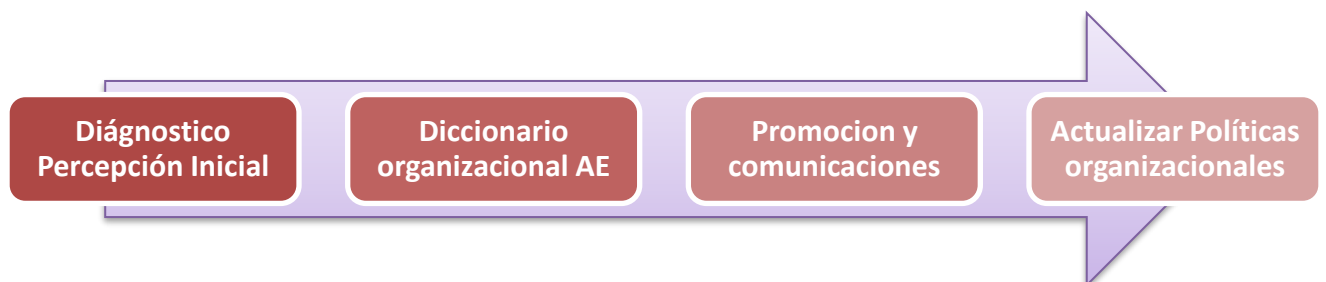 Diágnostico
Percepción Inicial
Diccionario
organizacional AE
Promocion y
comunicaciones
Actualizar Políticas
organizacionales